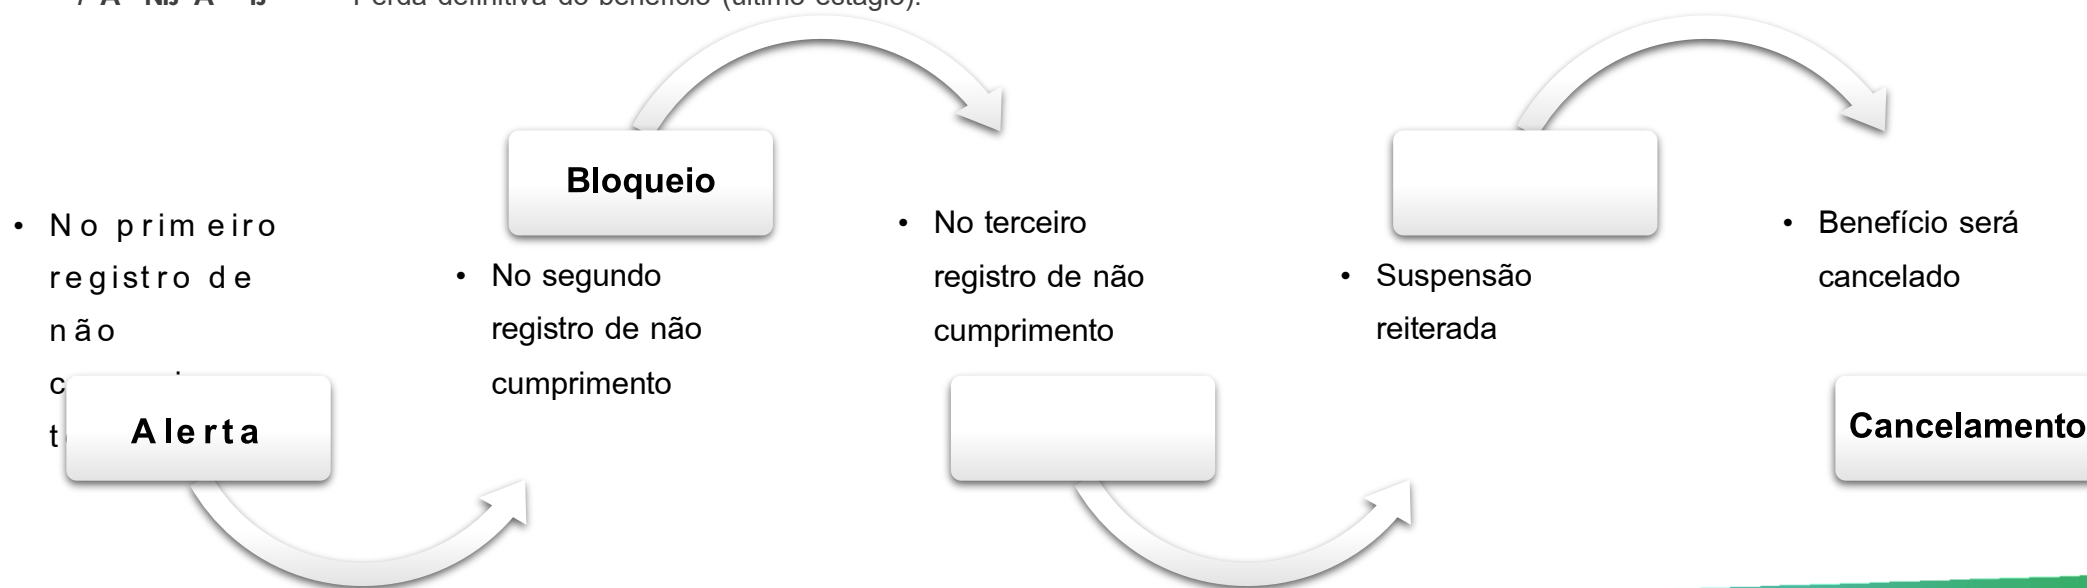 Perda definitiva do benefício (último estágio).
• No primeiro
registro de
não
Alerta
Bloqueio
• No segundo
registro de não
cumprimento
• No terceiro
registro de não
cumprimento
• Suspensão
reiterada
• Benefício será
cancelado
Cancelamento